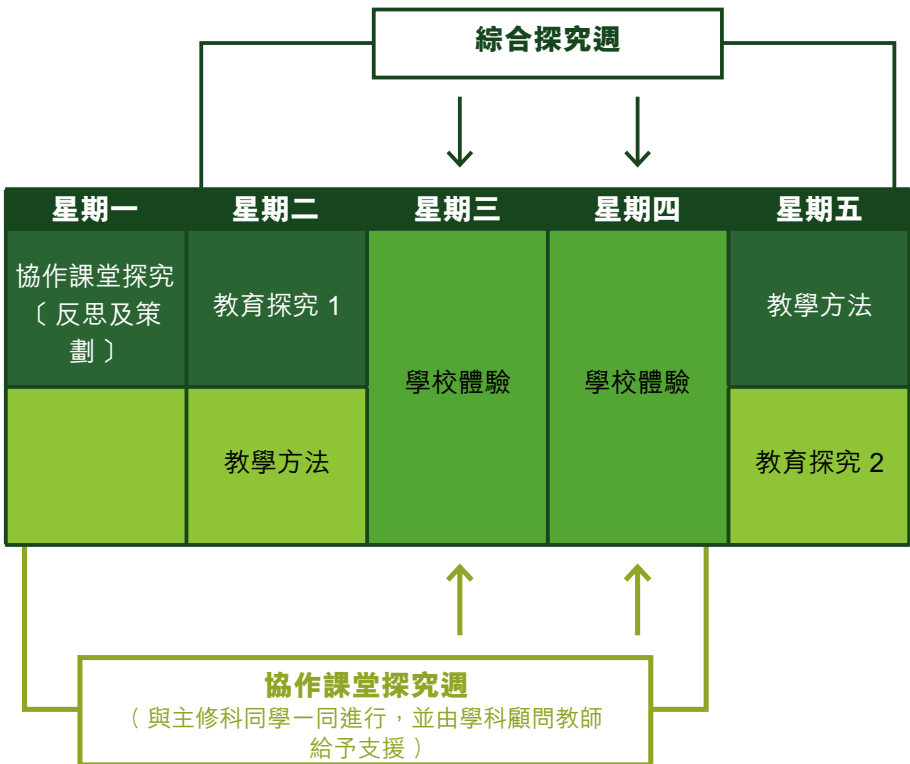 綜合探究週
星期一
星期二
星期三
星期四
星期五
協作課堂探究
﹝反思及策
劃﹞
教育探究 1
學校體驗
學校體驗
教學方法
教學方法
教育探究 2
協作課堂探究週
（與主修科同學一同進行，並由學科顧問教師
給予支援）